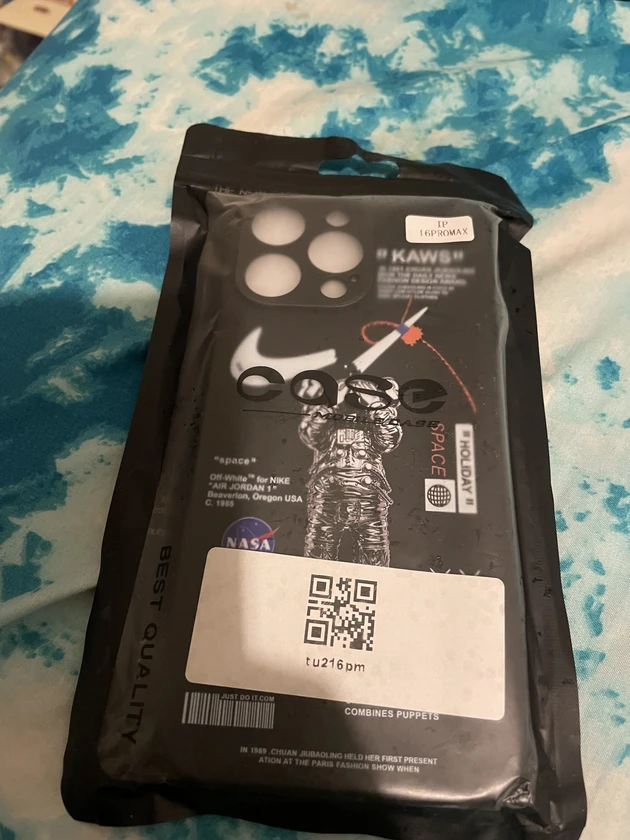 IP
16PROMAX
" KAWS "
case
MOBILE CASE
SPACE
" HOLIDAY "
"space"
Off-White™ for NIKE
"AIR JORDAN 1"
Beaverton, Oregon USA
C. 1985
NASA
BEST QUALITY
tu216pm
JUST DO IT.COM
COMBINES PUPPETS
IN 1989 .CHUAN JIUBAOLING HELD HER FIRST PRESENT
ATION AT THE PARIS FASHION SHOW WHEN